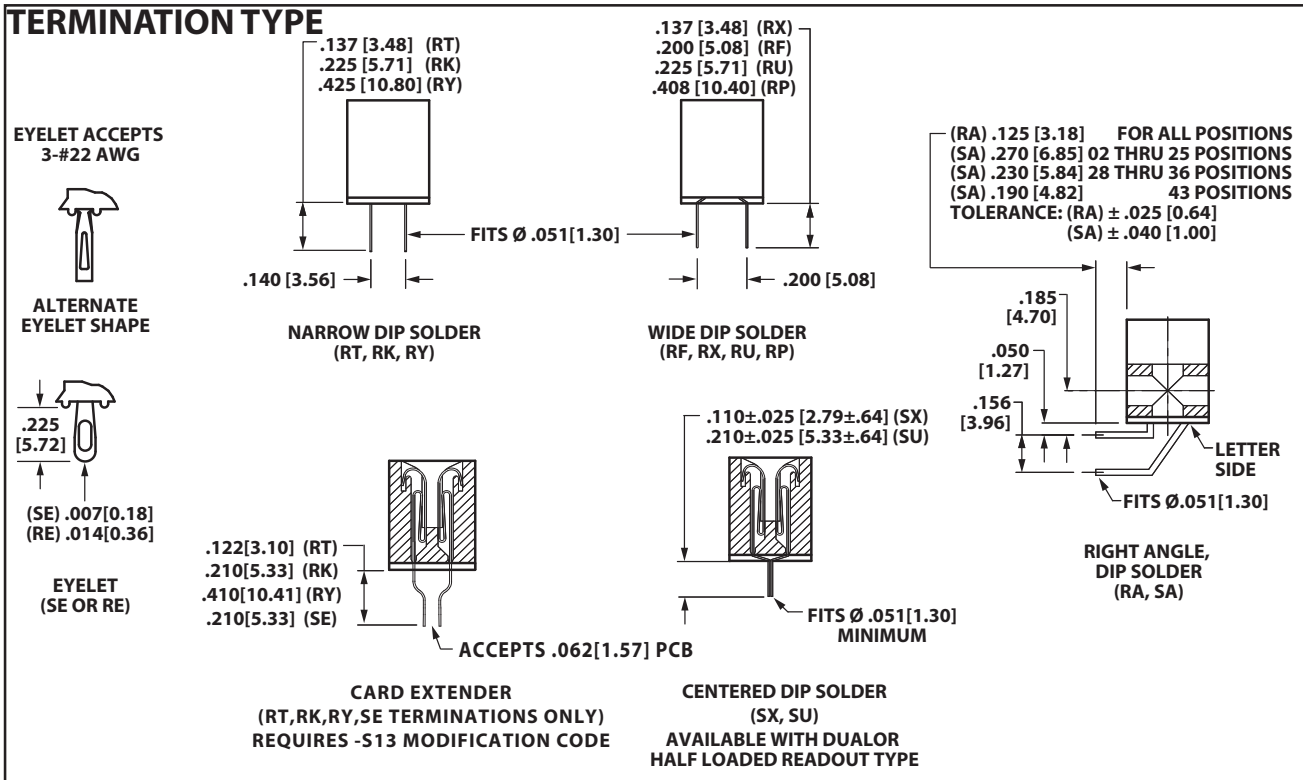 TERMINATION TYPE
.137 [3.48] (RT)
.225 [5.71] (RK)
.425 [10.80] (RY)
.137 [3.48] (RX)
.200 [5.08] (RF)
.225 [5.71] (RU)
.408 [10.40] (RP)
EYELET ACCEPTS
3-#22 AWG
ALTERNATE
EYELET SHAPE
FITS Ø .051[1.30]
.140 [3.56]
.200 [5.08]
NARROW DIP SOLDER
(RT, RK, RY)
WIDE DIP SOLDER
(RF, RX, RU, RP)
(RA) .125 [3.18] FOR ALL POSITIONS
(SA) .270 [6.85] 02 THRU 25 POSITIONS
(SA) .230 [5.84] 28 THRU 36 POSITIONS
(SA) .190 [4.82] 43 POSITIONS
TOLERANCE: (RA) ± .025 [0.64]
(SA) ± .040 [1.00]
.185
[4.70]
.050
[1.27]
.156
[3.96]
LETTER
SIDE
FITS Ø.051[1.30]
RIGHT ANGLE,
DIP SOLDER
(RA, SA)
.225
[5.72]
(SE) .007[0.18]
(RE) .014[0.36]
EYELET
(SE OR RE)
.122[3.10] (RT)
.210[5.33] (RK)
.410[10.41] (RY)
.210[5.33] (SE)
ACCEPTS .062[1.57] PCB
CARD EXTENDER
(RT,RK,RY,SE TERMINATIONS ONLY)
REQUIRES -S13 MODIFICATION CODE
.110±.025 [2.79±.64] (SX)
.210±.025 [5.33±.64] (SU)
FITS Ø .051[1.30]
MINIMUM
CENTERED DIP SOLDER
(SX, SU)
AVAILABLE WITH DUALOR
HALF LOADED READOUT TYPE